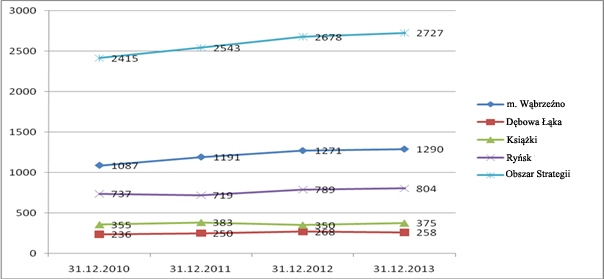 3000
2500
2000
1500
1000
500
0
2415 2543 2678 2727
1087 1191 1271 1290
737 719 789 804
355 383 350 375
236 250 268 258
31.12.2010 31.12.2011 31.12.2012 31.12.2013
m. Wąbrzeźno
Dębowa Łąka
Książki
Ryńsk
Obszar Strategii